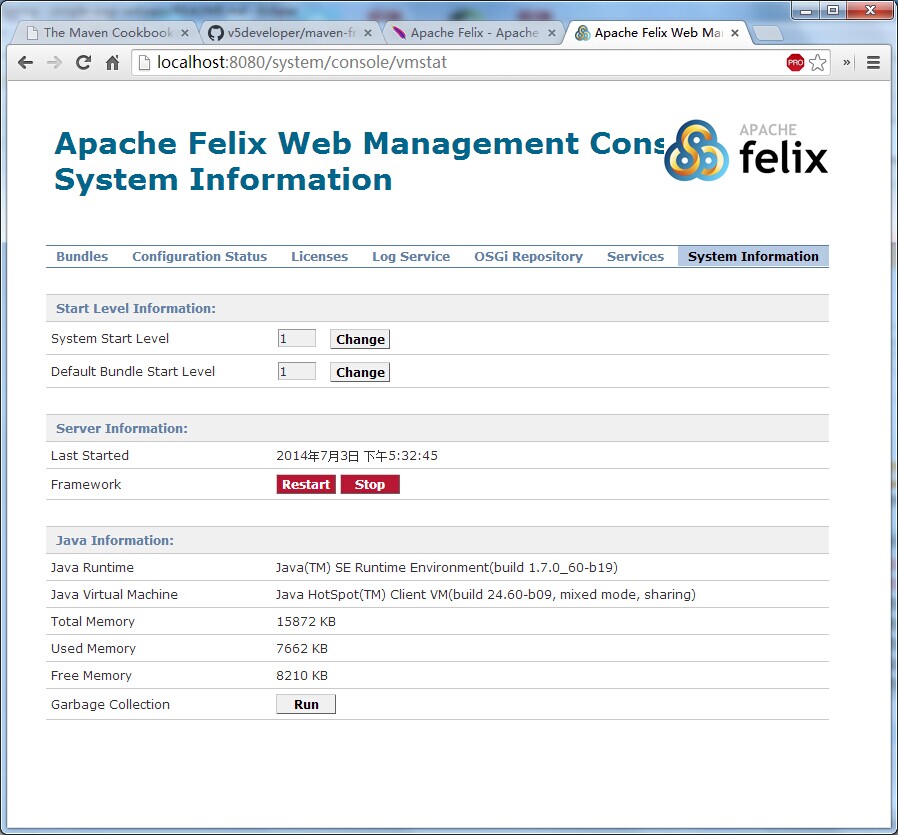 The Maven Cookbook
v5developer/maven-fr
Apache Felix - Apache
Apache Felix Web Ma
localhost:8080/system/console/vmstat
PRO
»
Apache Felix Web Management Cons
System Information
APACHE
felix
Bundles Configuration Status Licenses Log Service OSGi Repository Services System Information
Start Level Information:
System Start Level 1 Change
Default Bundle Start Level 1 Change
Server Information:
Last Started 2014年7月3日 下午5:32:45
Framework Restart Stop
Java Information:
Java Runtime Java(TM) SE Runtime Environment(build 1.7.0_60-b19)
Java Virtual Machine Java HotSpot(TM) Client VM(build 24.60-b09, mixed mode, sharing)
Total Memory 15872 KB
Used Memory 7662 KB
Free Memory 8210 KB
Garbage Collection Run